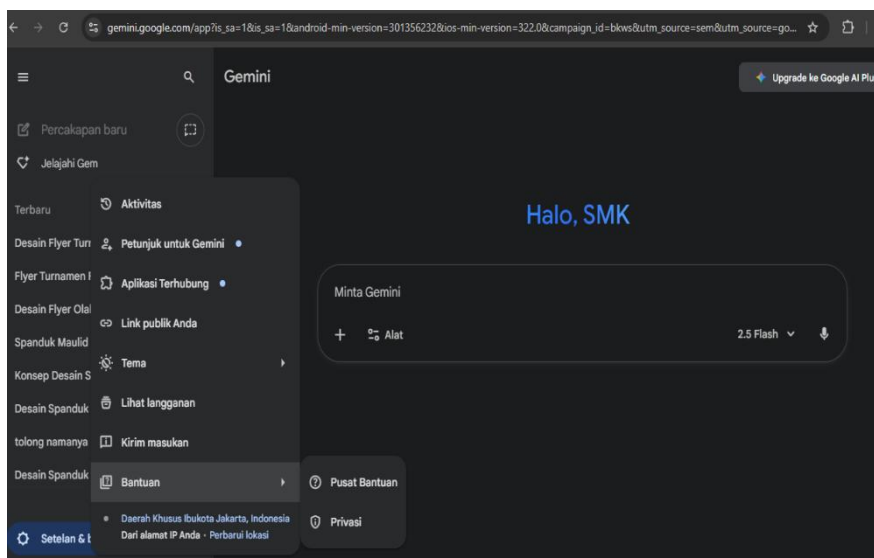 gemini.google.com/app?is_sa=1&is_sa=1&android-min-version=301356232&ios-min-version=322.0&campaign_id=bkws&utm_source=sem&utm_source=go...
Gemini
Upgrade ke Google AI Plu
Percakapan baru
Jelajahi Gem
Terbaru
Desain Flyer Turn
Flyer Turnamen
Desain Flyer Olal
Spanduk Maulid
Konsep Desain S
Desain Spanduk
tolong namanya
Desain Spanduk
Setelan & b
Aktivitas
Petunjuk untuk Gemini
Aplikasi Terhubung
Link publik Anda
Tema
Lihat langganan
Kirim masukan
Bantuan
Daerah Khusus Ibukota Jakarta, Indonesia
Dari alamat IP Anda • Perbarui lokasi
Pusat Bantuan
Privasi
Halo, SMK
Minta Gemini
Alat
2.5 Flash